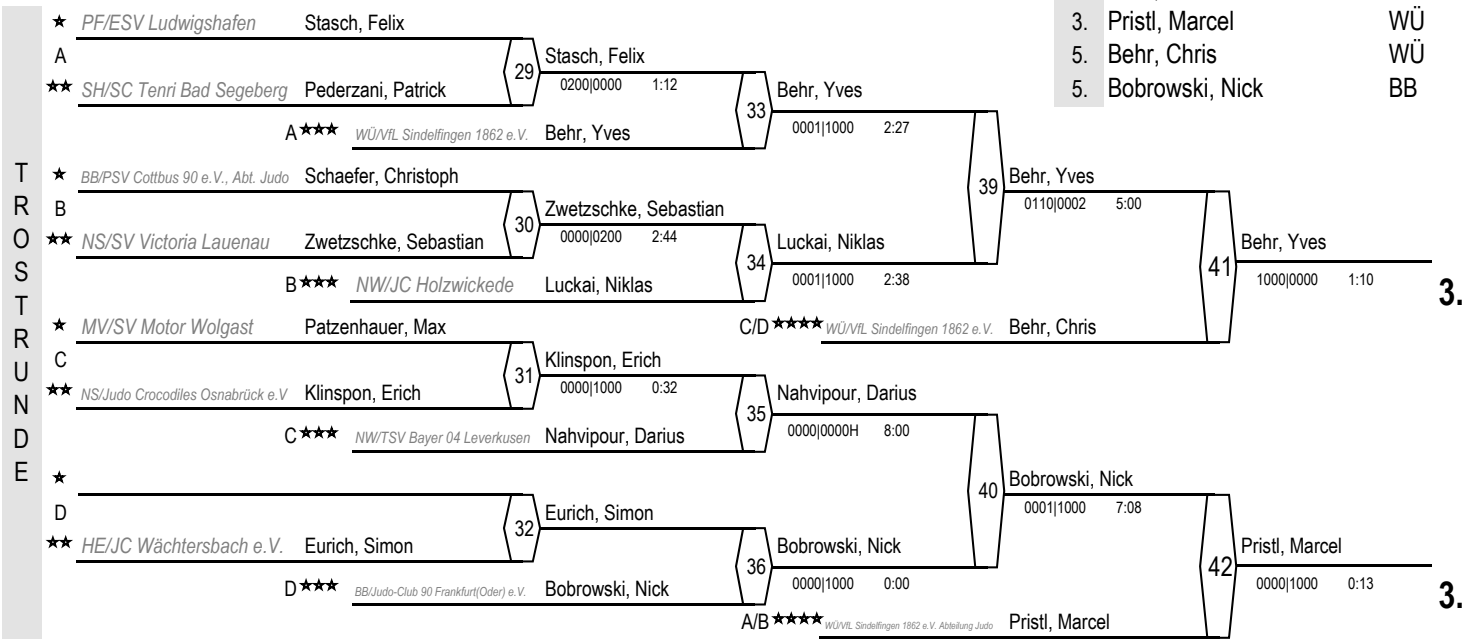 3. Pristl, Marcel WÜ
5. Behr, Chris WÜ
5. Bobrowski, Nick BB
TROSTRUNDE
PF/ESV Ludwigshafen Stasch, Felix
A
29
Stasch, Felix
0200|0000 1:12
SH/SC Tenri Bad Segeberg Pederzani, Patrick
33
Behr, Yves
0001|1000 2:27
A WÜ/VfL Sindelfingen 1862 e.V. Behr, Yves
BB/PSV Cottbus 90 e.V., Abt. Judo Schaefer, Christoph
39
Behr, Yves
0110|0002 5:00
B
30
Zwetzschke, Sebastian
0000|0200 2:44
NS/SV Victoria Lauenau Zwetzschke, Sebastian
34
Luckai, Niklas
0001|1000 2:38
41
Behr, Yves
1000|0000 1:10
3.
B NW/JC Holzwickede Luckai, Niklas
MV/SV Motor Wolgast Patzenhauer, Max
C/D WÜ/VfL Sindelfingen 1862 e.V. Behr, Chris
C
31
Klinspon, Erich
0000|1000 0:32
NS/Judo Crocodiles Osnabrück e.V Klinspon, Erich
35
Nahvipour, Darius
0000|0000H 8:00
C NW/TSV Bayer 04 Leverkusen Nahvipour, Darius
40
Bobrowski, Nick
0001|1000 7:08
D
32
Eurich, Simon
HE/JC Wächtersbach e.V. Eurich, Simon
36
Bobrowski, Nick
0000|1000 0:00
42
Pristl, Marcel
0000|1000 0:13
3.
D BB/Judo-Club 90 Frankfurt(Oder) e.V. Bobrowski, Nick
A/B WÜ/VfL Sindelfingen 1862 e.V. Abteilung Judo Pristl, Marcel